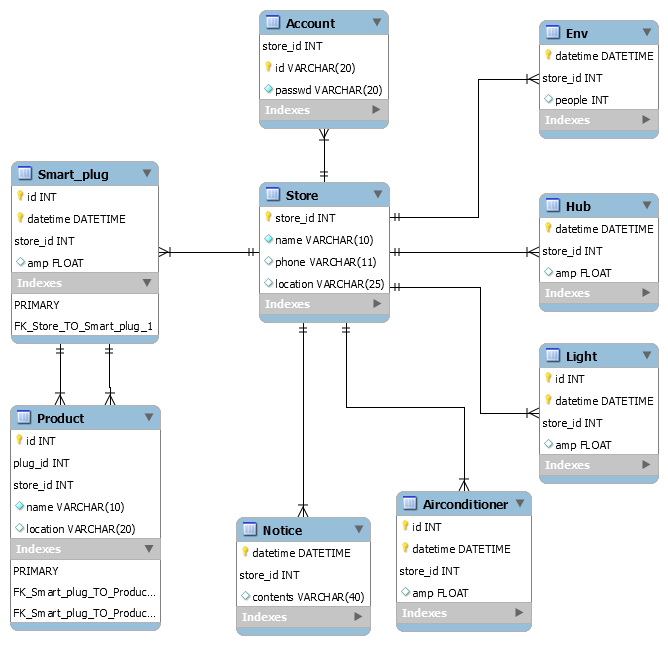 Account
store_id INT
id VARCHAR(20)
passwd VARCHAR(20)
Indexes
Env
datetime DATETIME
store_id INT
people INT
Indexes
Smart_plug
id INT
datetime DATETIME
store_id INT
amp FLOAT
Indexes
PRIMARY
FK_Store_TO_Smart_plug_1
Store
store_id INT
name VARCHAR(10)
phone VARCHAR(11)
location VARCHAR(25)
Indexes
Hub
datetime DATETIME
store_id INT
amp FLOAT
Indexes
Light
id INT
datetime DATETIME
store_id INT
amp FLOAT
Indexes
Product
id INT
plug_id INT
store_id INT
name VARCHAR(10)
location VARCHAR(20)
Indexes
PRIMARY
FK_Smart_plug_TO_Produc...
FK_Smart_plug_TO_Produc...
Notice
datetime DATETIME
store_id INT
contents VARCHAR(40)
Indexes
Airconditioner
id INT
datetime DATETIME
store_id INT
amp FLOAT
Indexes